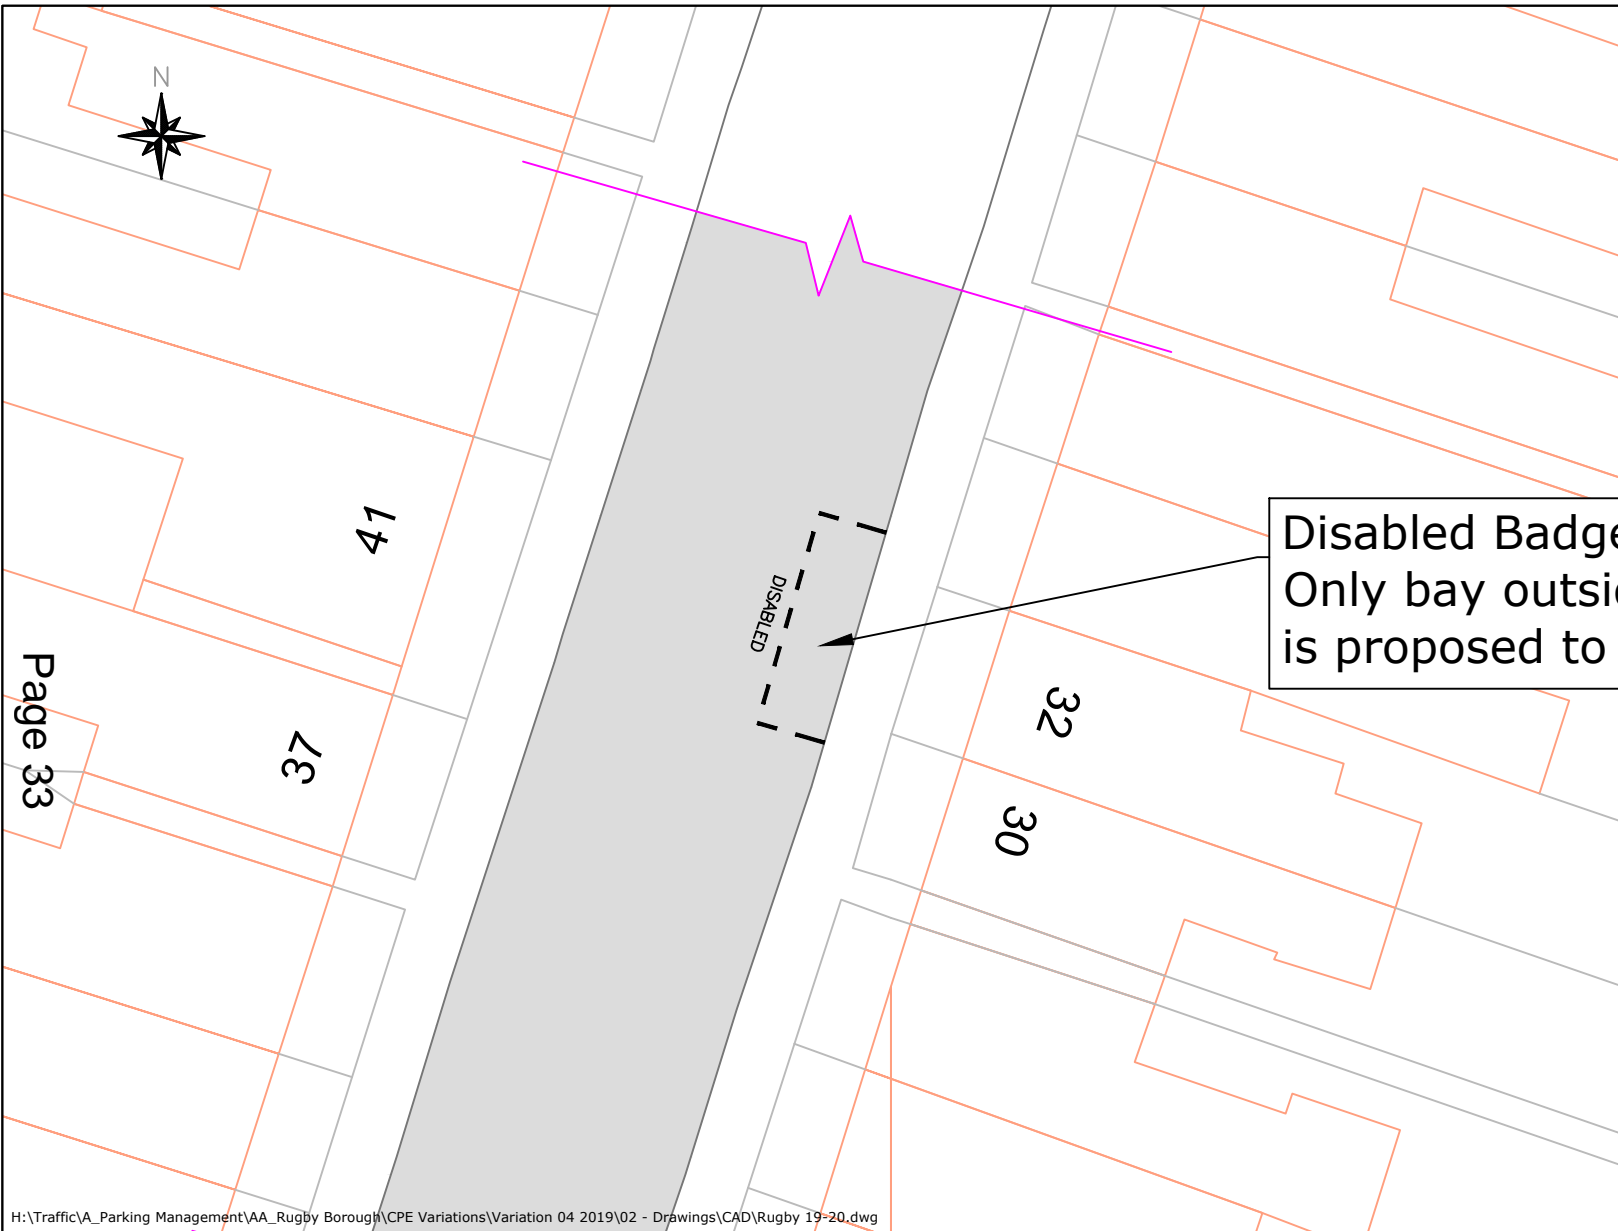 N
41
Disabled Badge
Only bay
is proposed to
DISABLED
32
Page 33
37
30
H:\Traffic\A_Parking Management\AA_Rugby Borough\CPE Variations\Variation 04 2019\02 - Drawings\CAD\Rugby 19-20.dwg